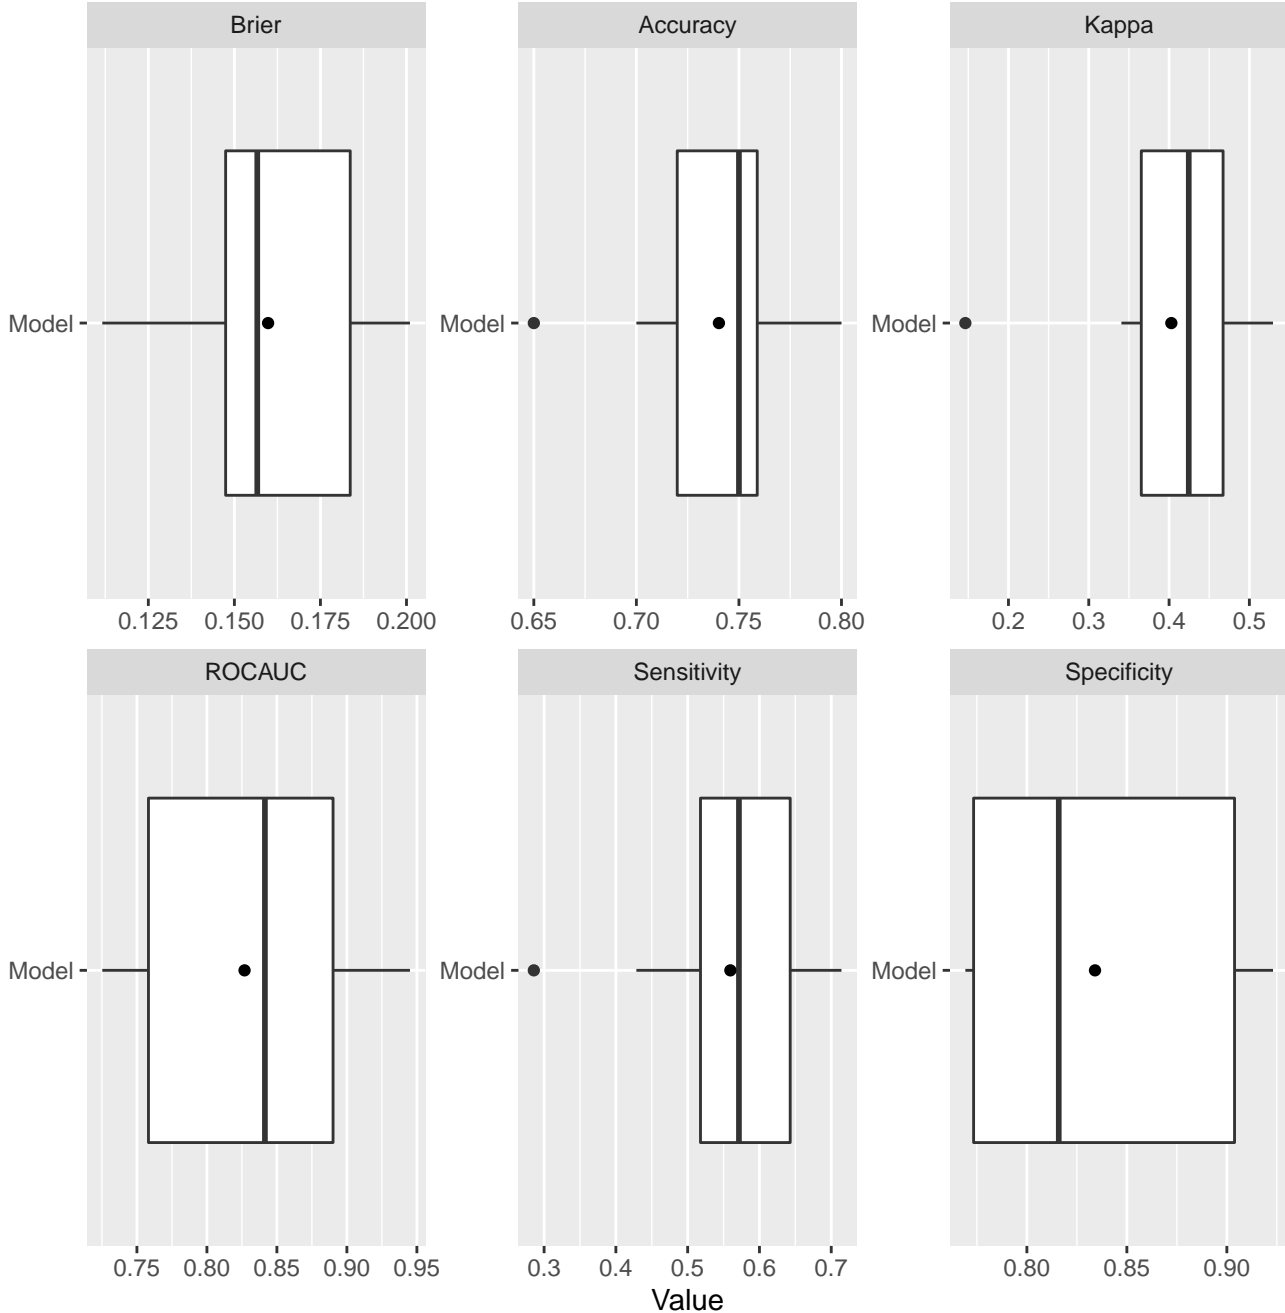 Brier Accuracy Kappa
Model Model Model
0.125 0.150 0.175 0.200 0.65 0.70 0.75 0.80 0.2 0.3 0.4 0.5
ROCAUC Sensitivity Specificity
Model Model Model
0.75 0.80 0.85 0.90 0.95 0.3 0.4 0.5 0.6 0.7 0.80 0.85 0.90
Value